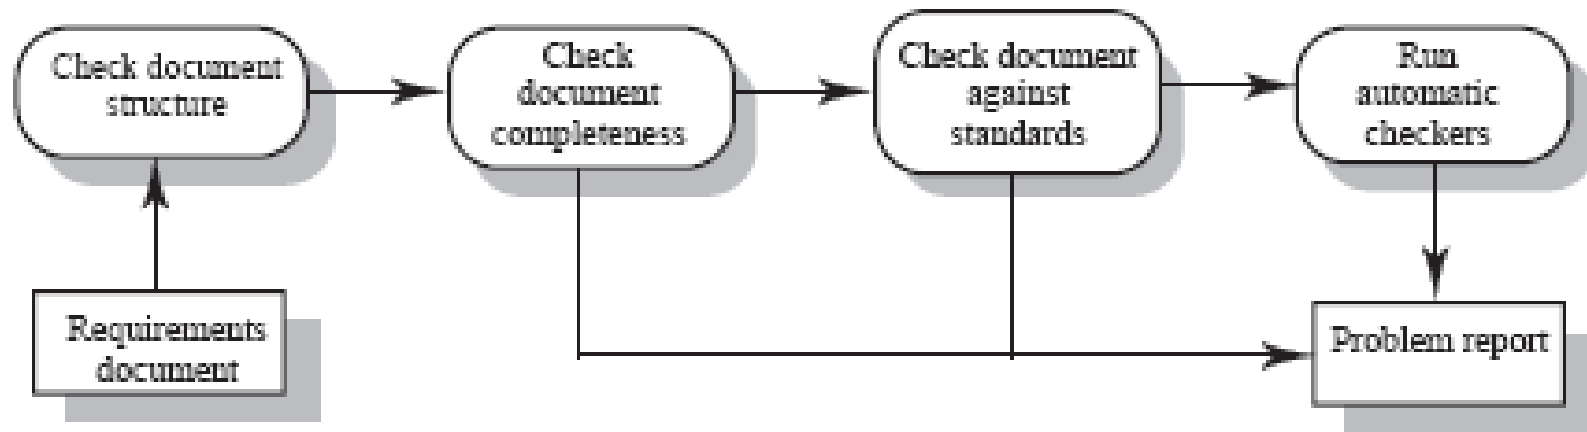 Check document
structure
Check
document
completeness
Check document
against
standards
Run
automatic
checkers
Requirements
document
Problem report